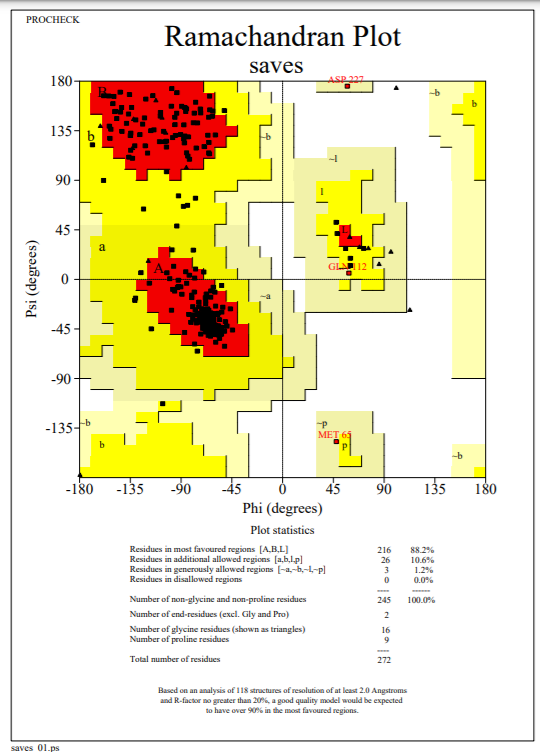 PROCHECK
Ramachandran Plot
saves
180
135
90
45
0
-45
-90
-135
-180 -135 -90 -45 0 45 90 135 180
Psi (degrees)
Phi (degrees)
B
b
a
A
~b
~a
~l
l
L
ASP 227
~b
b
GLN 112
~b
b
~p
MET 65
p
~b
Plot statistics
Residues in most favoured regions [A,B,L] 216 88.2%
Residues in additional allowed regions [a,b,l,p] 26 10.6%
Residues in generously allowed regions [~a,~b,~l,~p] 3 1.2%
Residues in disallowed regions 0 0.0%
---- ------
Number of non-glycine and non-proline residues 245 100.0%
Number of end-residues (excl. Gly and Pro) 2
Number of glycine residues (shown as triangles) 16
Number of proline residues 9
----
Total number of residues 272
Based on an analysis of 118 structures of resolution of at least 2.0 Angstroms
and R-factor no greater than 20%, a good quality model would be expected
to have over 90% in the most favoured regions.
saves_01.ps